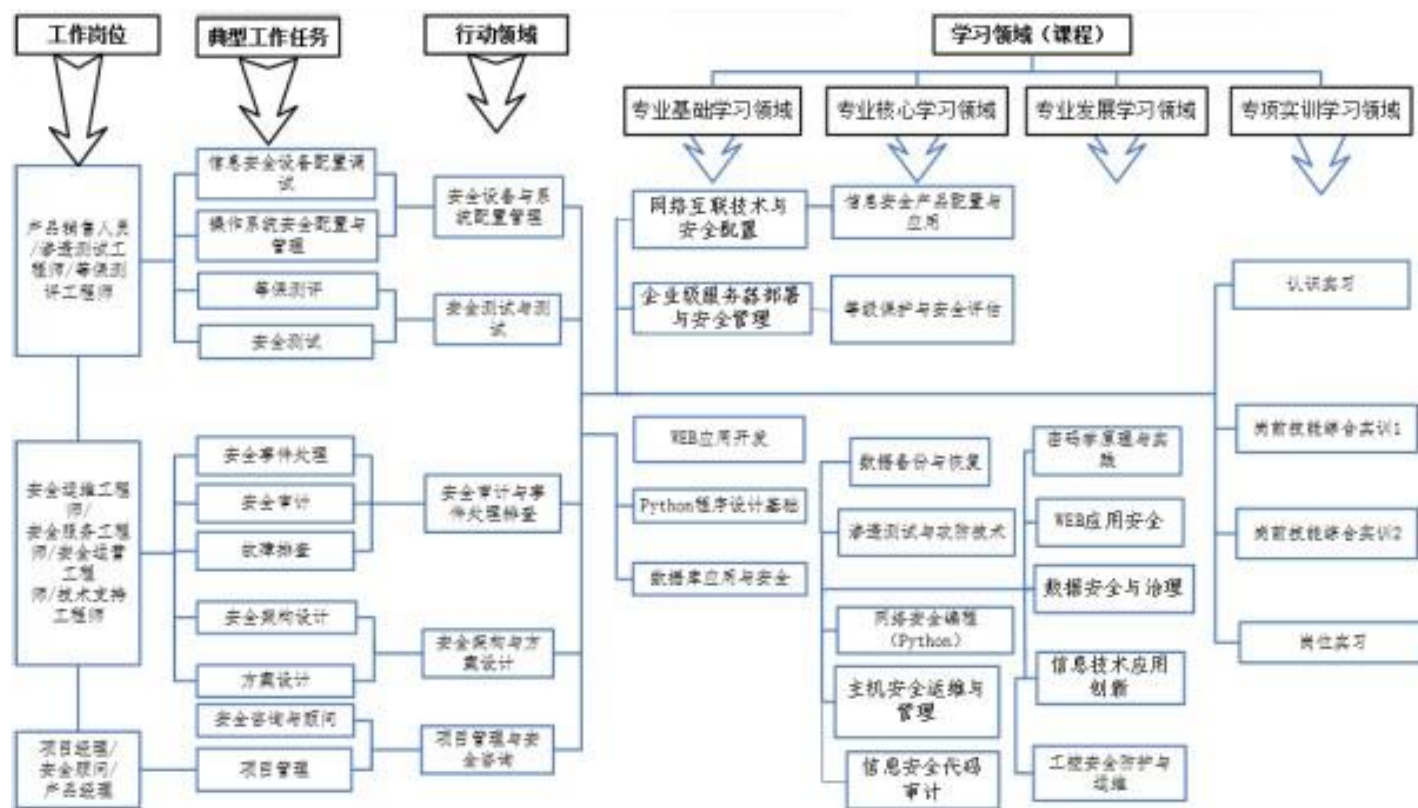 工作岗位
典型工作任务
行动领域
学习领域（课程）
专业基础学习领域
专业核心学习领域
专业发展学习领域
专项实训学习领域
产品销售人员
/渗透测试工
程师/等保测
评工程师
安全运维工程
师/
安全服务工程
师/安全运营
工程
师/技术支持
工程师
项目经理/
安全顾问/
产品经理
信息安全设备配置调
试
操作系统安全配置与
管理
等保测评
安全测试
安全事件处理
安全审计
故障排查
安全架构设计
方案设计
安全咨询与顾问
项目管理
安全设备与系
统配置管理
安全测试与测
试
安全审计与事
件处理排查
安全架构与方
案设计
项目管理与安
全咨询
网络互联技术与
安全配置
企业级服务器部署
与安全管理
WEB应用开发
Python程序设计基础
数据库应用与安全
信息安全产品配置与
应用
等级保护与安全评估
数据备份与恢复
渗透测试与攻防技术
网络安全编程
（Python）
主机安全运维与
管理
信息安全代码
审计
密码学原理与实
践
WEB应用安全
数据安全与治理
信息技术应用
创新
工控安全防护与
运维
认识实习
岗前技能综合实训1
岗前技能综合实训2
岗位实习